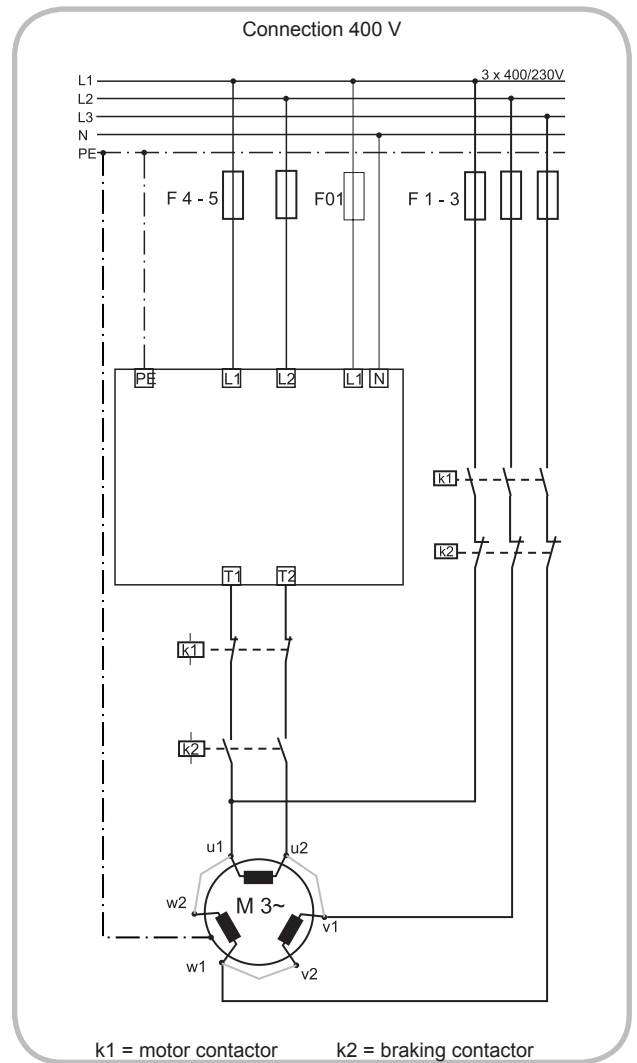 Connection 400 V
L1 3 x 400/230V
L2
L3
N
PE
F 4 - 5 F01 F 1 - 3
PE L1 L2 L1 N
k1
k2
T1 T2
k1
k2
u1 u2
w2 M 3~ v1
w1 v2
k1 = motor contactor k2 = braking contactor